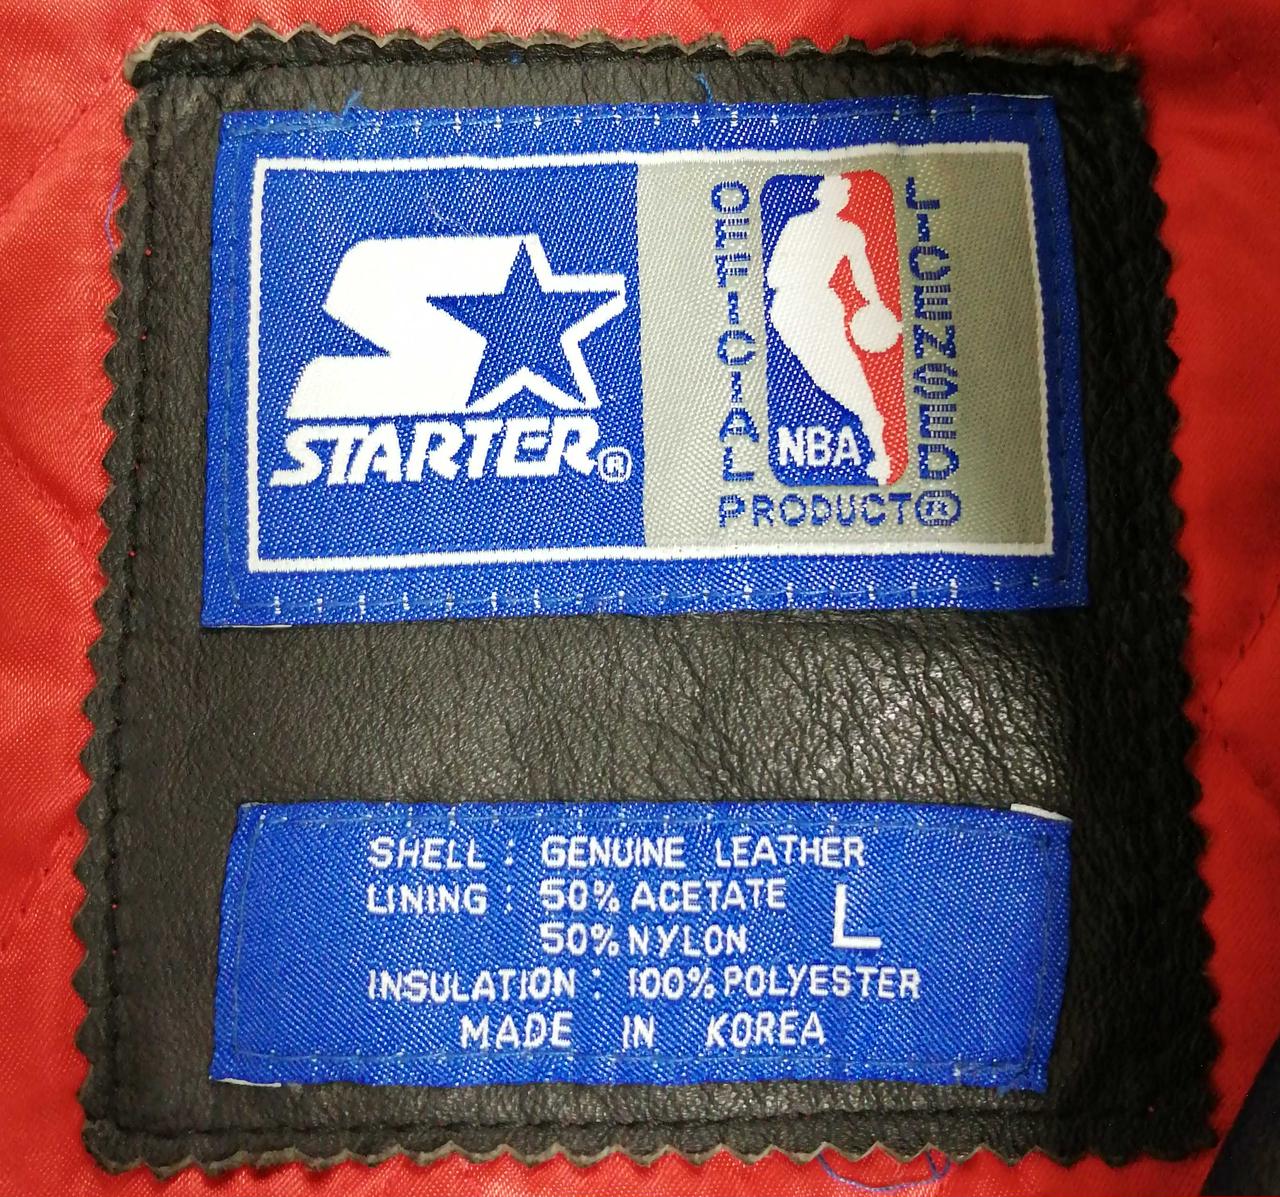 STARTER®
OFFICIAL
LICENSED
PRODUCT®
NBA
SHELL : GENUINE LEATHER
LINING : 50% ACETATE
50% NYLON
L
INSULATION : 100% POLYESTER
MADE IN KOREA